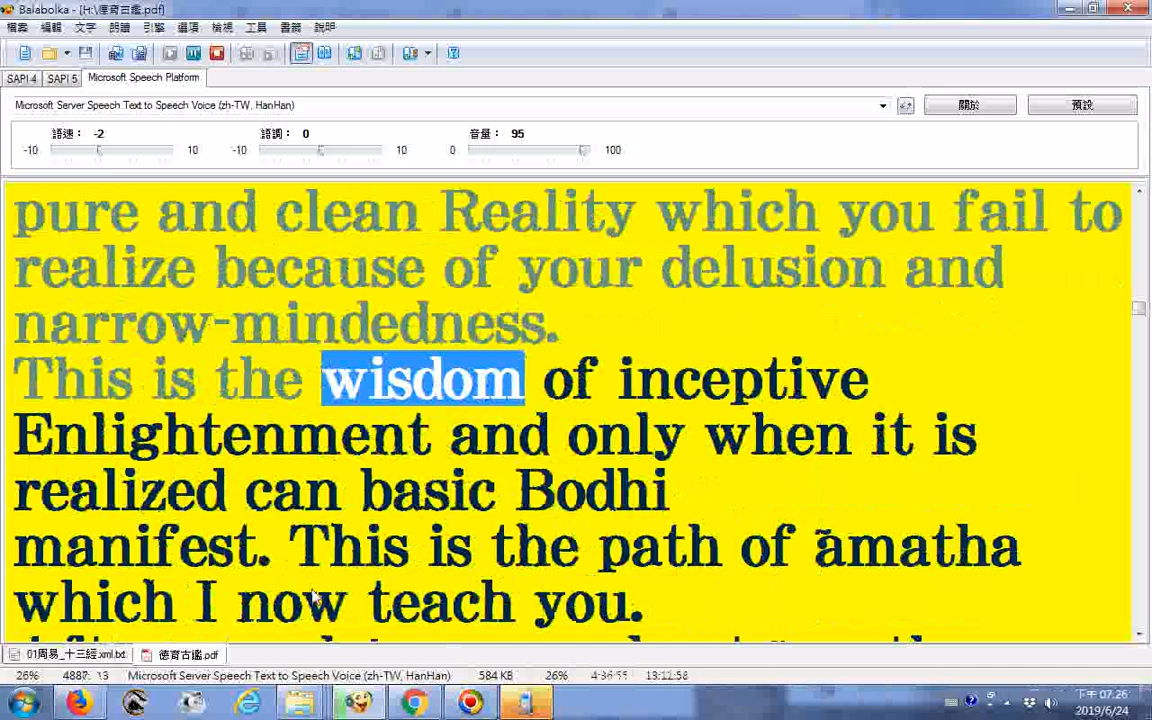 Balabolka - [H:\德育古鑑.pdf]
檔案 編輯 文字 朗讀 引擎 選項 檢視 工具 書籤 說明
SAPI 4 SAPI 5 Microsoft Speech Platform
Microsoft Server Speech Text to Speech Voice (zh-TW, HanHan) 關於 預設
語速： -2 語調： 0 音量： 95
-10 10 -10 10 0 100
pure and clean Reality which you fail to
realize because of your delusion and
narrow-mindedness.
This is the wisdom of inceptive
Enlightenment and only when it is
realized can basic Bodhi
manifest. This is the path of āmatha
which I now teach you.
01周易_十三經.xml.txt 德育古鑑.pdf
26% 4887: 13 Microsoft Server Speech Text to Speech Voice (zh-TW, HanHan) 584 KB 26% 4:36:55 13:11:58
下午 07:26
2019/6/24